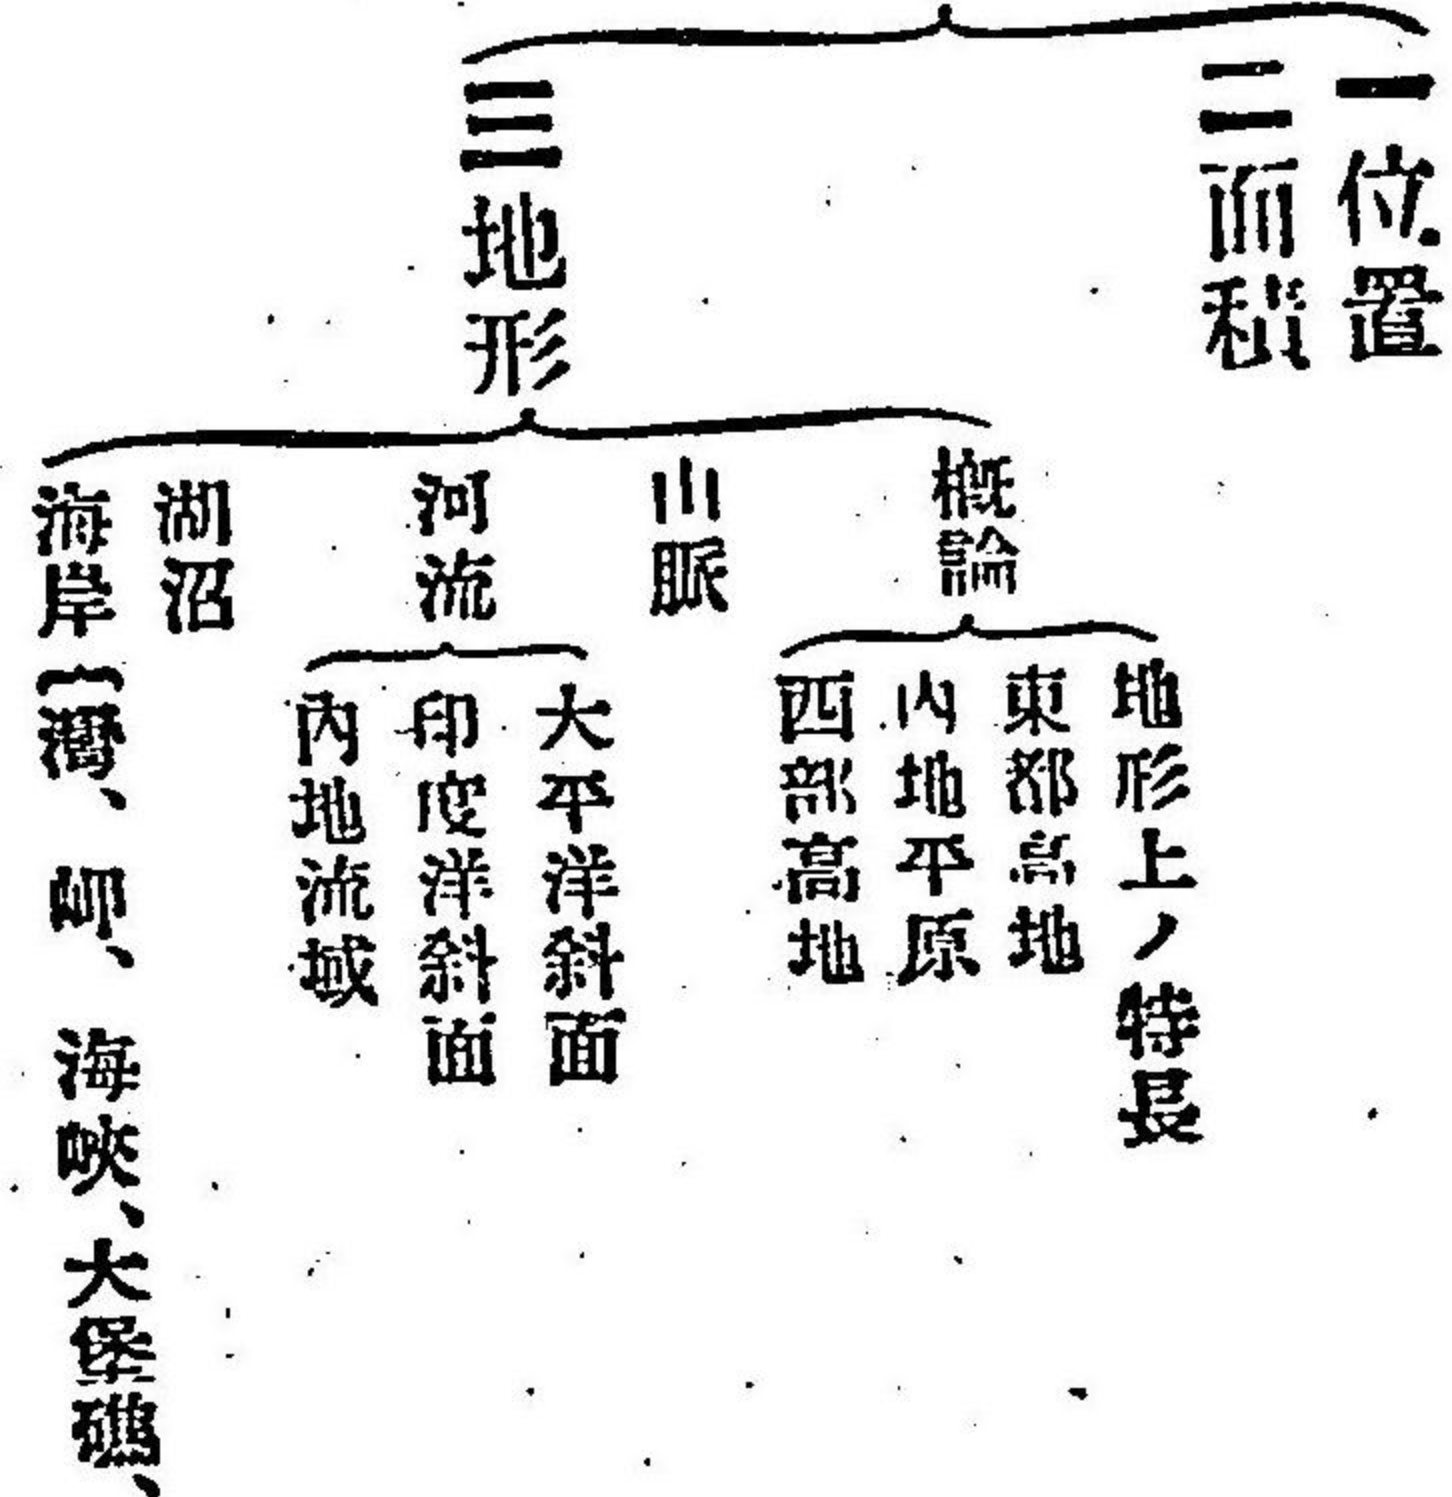 一位置
二面積
三地形
概論
地形上ノ特長
東部高地
内地平原
西部高地
山脈
河流
大平洋斜面
印度洋斜面
內地流域
湖沼
海岸{灣、岬、海峽、大堡礁、